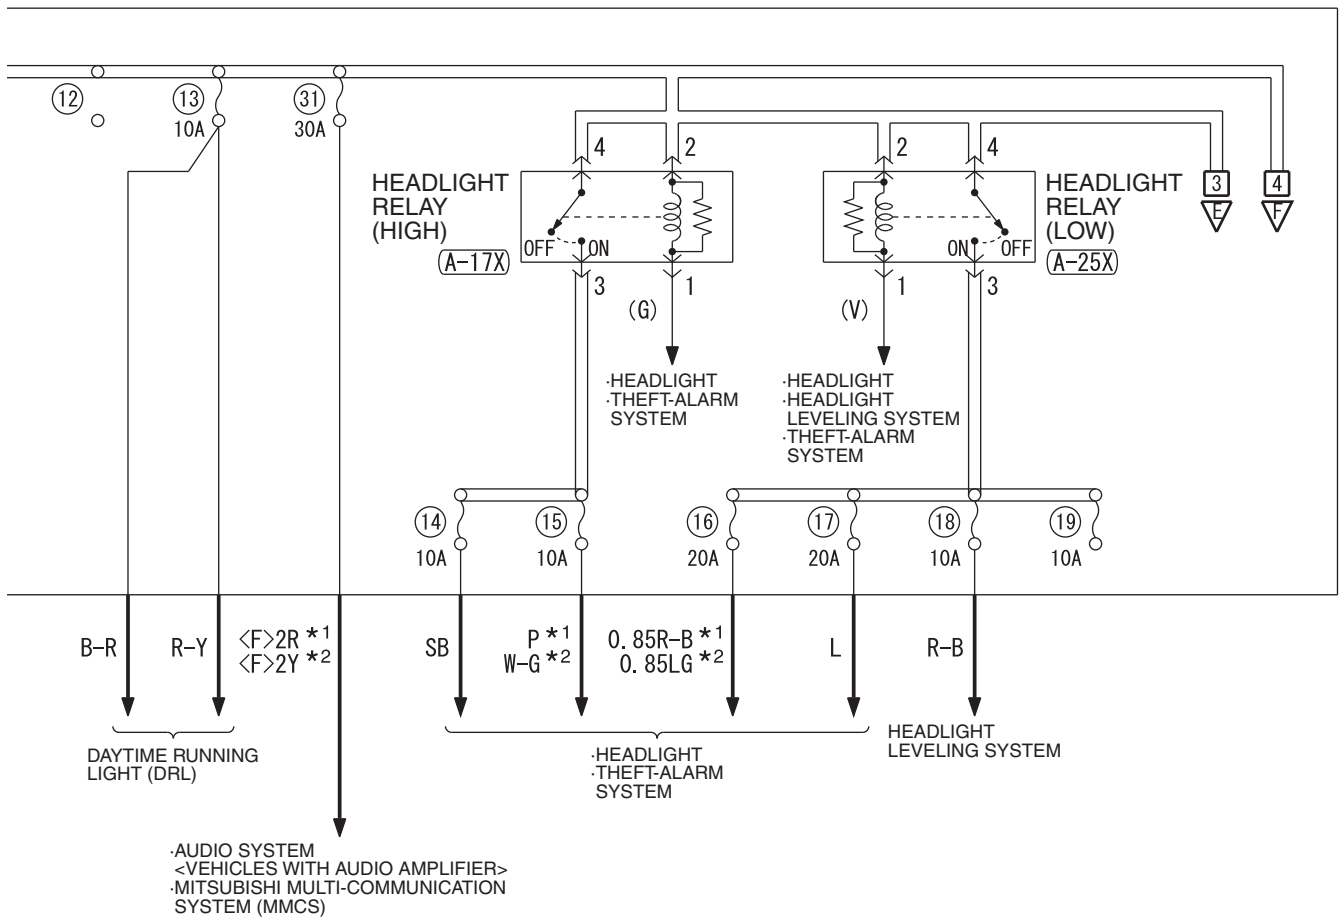 12
13
31
10A
30A
4
2
2
4
HEADLIGHT
RELAY
(HIGH)
A-17X
OFF
ON
3
1
(G)
ON
OFF
1
3
(V)
HEADLIGHT
RELAY
(LOW)
A-25X
3
E
4
F
·HEADLIGHT
·THEFT-ALARM
SYSTEM
·HEADLIGHT
·HEADLIGHT
LEVELING SYSTEM
·THEFT-ALARM
SYSTEM
14
15
16
17
18
19
10A
10A
20A
20A
10A
10A
B-R
R-Y
<F>2R *1
<F>2Y *2
SB
P *1
W-G *2
0.85R-B *1
0.85LG *2
L
R-B
DAYTIME RUNNING
LIGHT (DRL)
·HEADLIGHT
·THEFT-ALARM
SYSTEM
HEADLIGHT
LEVELING SYSTEM
·AUDIO SYSTEM
<VEHICLES WITH AUDIO AMPLIFIER>
·MITSUBISHI MULTI-COMMUNICATION
SYSTEM (MMCS)